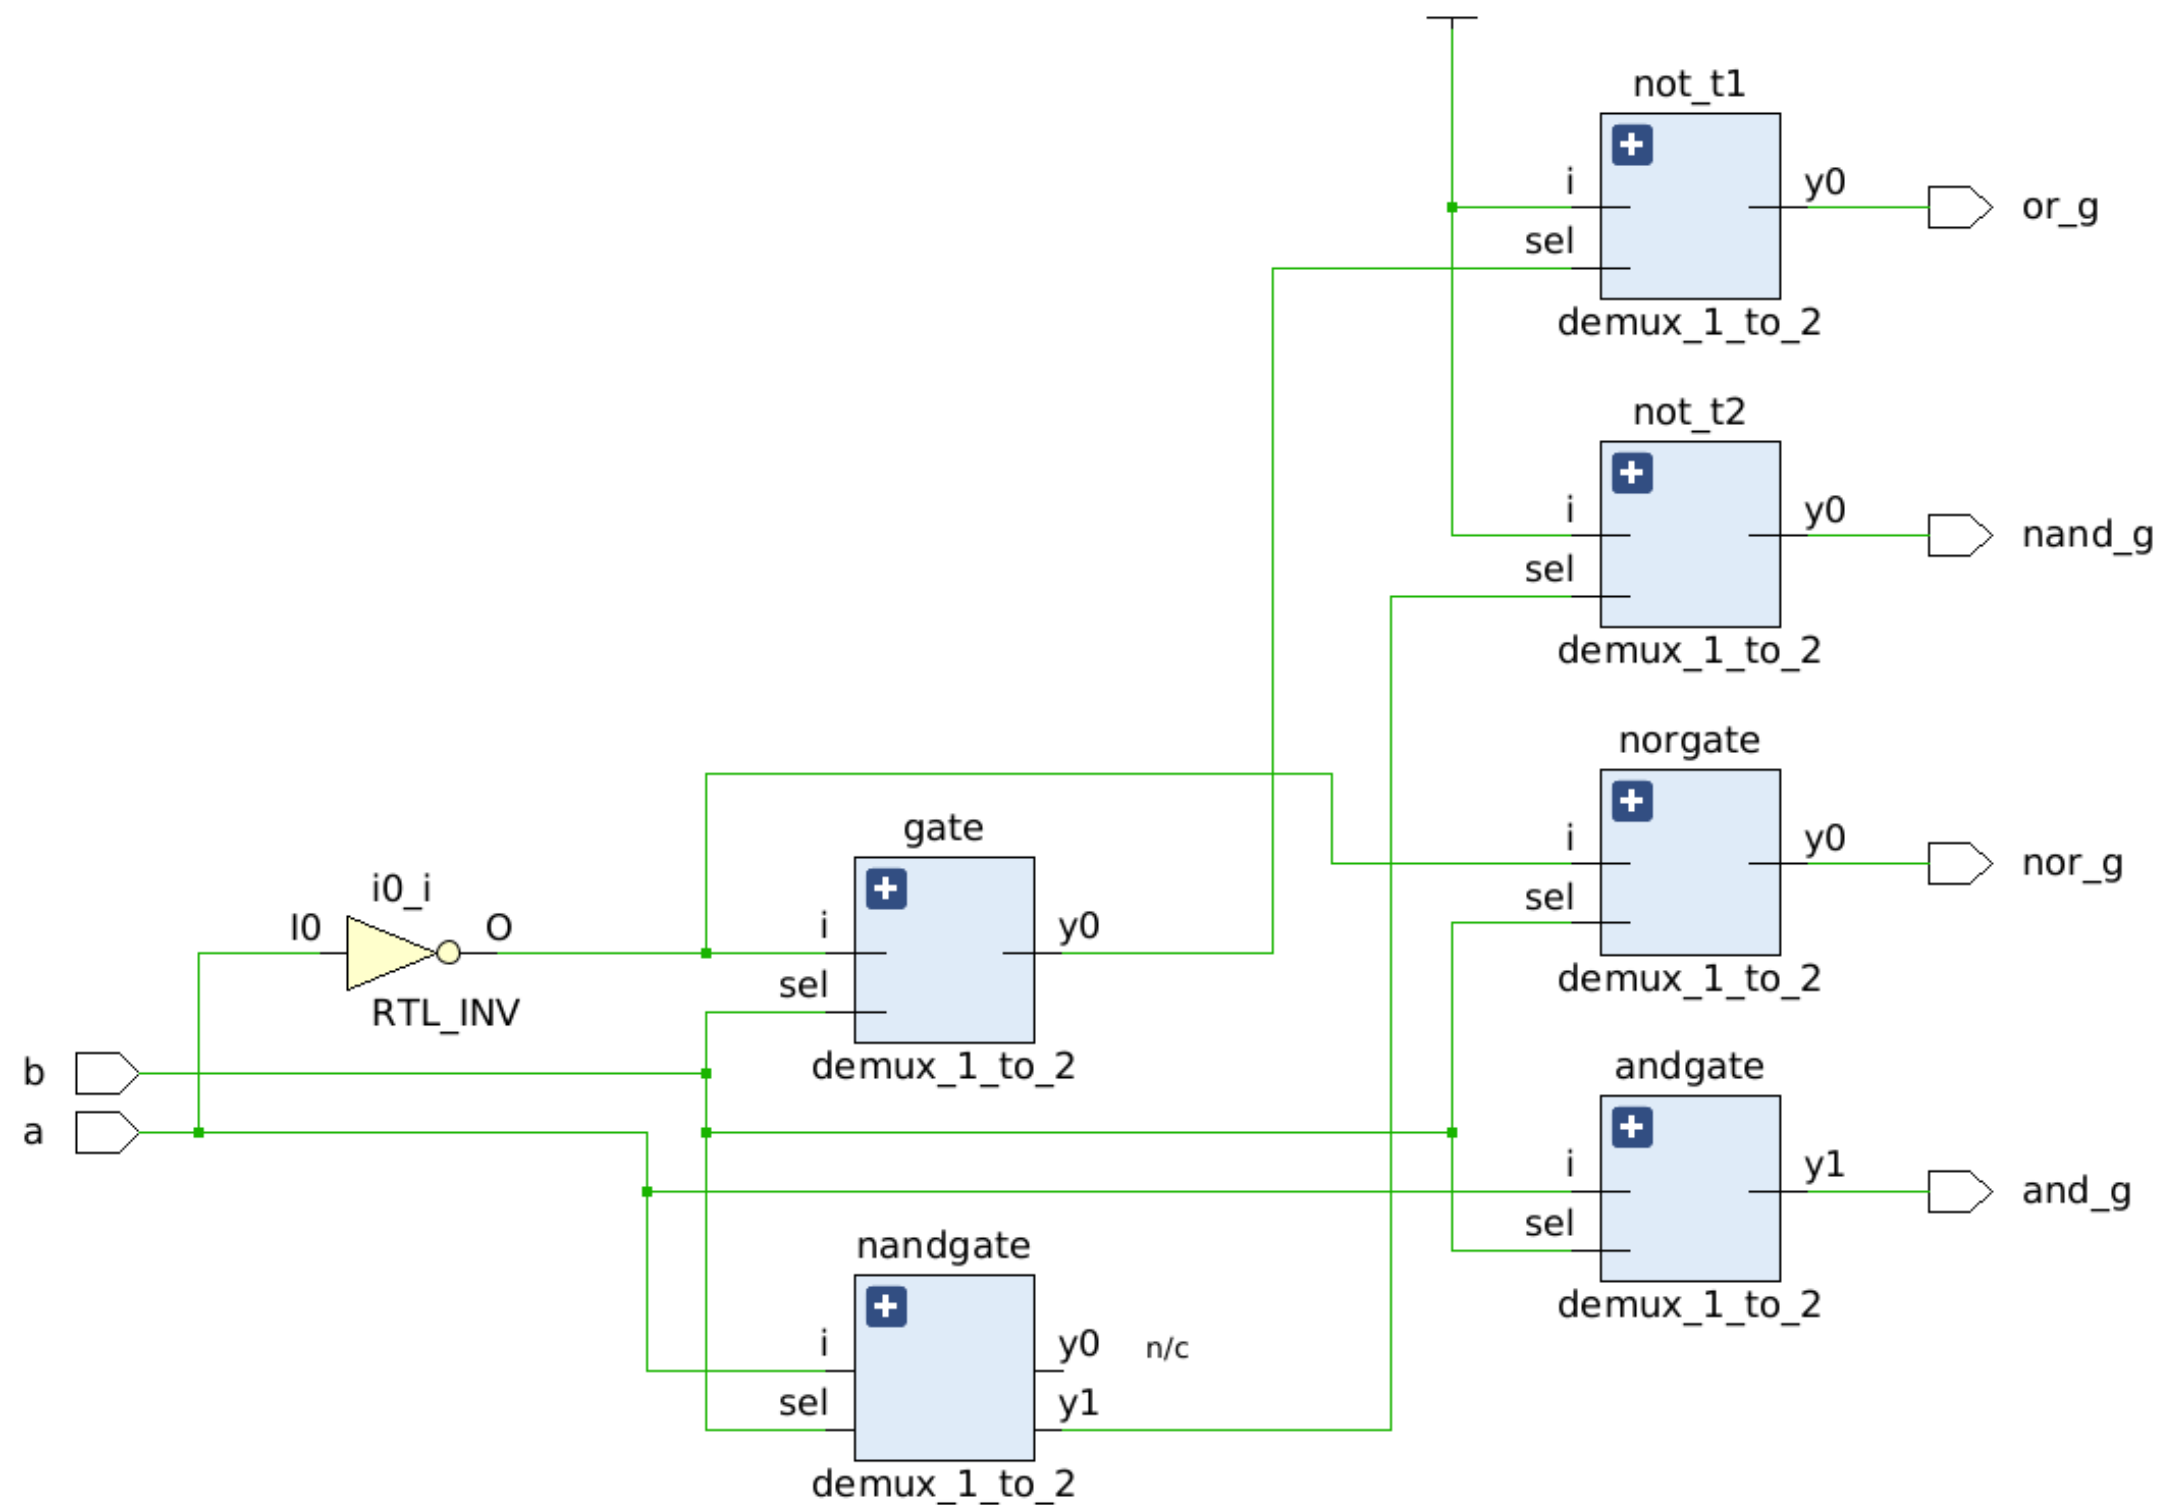 not_t1
i
y0
or_g
sel
demux_1_to_2
not_t2
i
y0
nand_g
sel
demux_1_to_2
norgate
i
y0
nor_g
sel
demux_1_to_2
gate
i0_i
I0
O
i
y0
sel
RTL_INV
demux_1_to_2
b
a
andgate
i
y1
and_g
sel
demux_1_to_2
nandgate
i
y0
n/c
sel
y1
demux_1_to_2